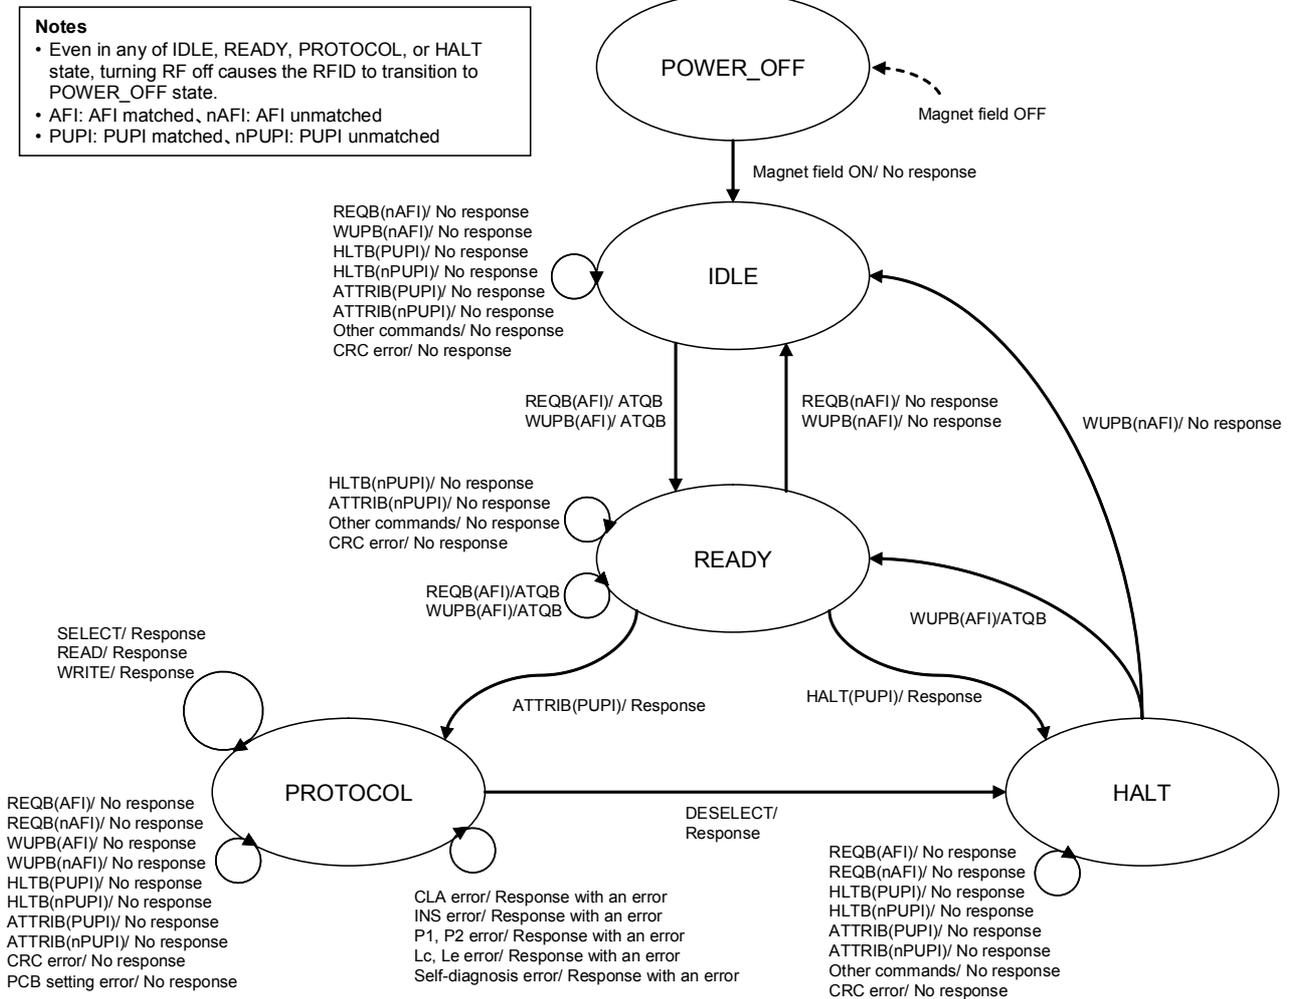 Notes
• Even in any of IDLE, READY, PROTOCOL, or HALT
state, turning RF off causes the RFID to transition to
POWER_OFF state.
• AFI: AFI matched、nAFI: AFI unmatched
• PUPI: PUPI matched、nPUPI: PUPI unmatched
POWER_OFF
Magnet field OFF
Magnet field ON/ No response
REQB(nAFI)/ No response
WUPB(nAFI)/ No response
HLTB(PUPI)/ No response
HLTB(nPUPI)/ No response
ATTRIB(PUPI)/ No response
ATTRIB(nPUPI)/ No response
Other commands/ No response
CRC error/ No response
IDLE
REQB(AFI)/ ATQB
WUPB(AFI)/ ATQB
REQB(nAFI)/ No response
WUPB(nAFI)/ No response
WUPB(nAFI)/ No response
HLTB(nPUPI)/ No response
ATTRIB(nPUPI)/ No response
Other commands/ No response
CRC error/ No response
READY
REQB(AFI)/ATQB
WUPB(AFI)/ATQB
WUPB(AFI)/ATQB
SELECT/ Response
READ/ Response
WRITE/ Response
ATTRIB(PUPI)/ Response
HALT(PUPI)/ Response
PROTOCOL
HALT
DESELECT/
Response
REQB(AFI)/ No response
REQB(nAFI)/ No response
WUPB(AFI)/ No response
WUPB(nAFI)/ No response
HLTB(PUPI)/ No response
HLTB(nPUPI)/ No response
ATTRIB(PUPI)/ No response
ATTRIB(nPUPI)/ No response
CRC error/ No response
PCB setting error/ No response
CLA error/ Response with an error
INS error/ Response with an error
P1, P2 error/ Response with an error
Lc, Le error/ Response with an error
Self-diagnosis error/ Response with an error
REQB(AFI)/ No response
REQB(nAFI)/ No response
HLTB(PUPI)/ No response
HLTB(nPUPI)/ No response
ATTRIB(PUPI)/ No response
ATTRIB(nPUPI)/ No response
Other commands/ No response
CRC error/ No response